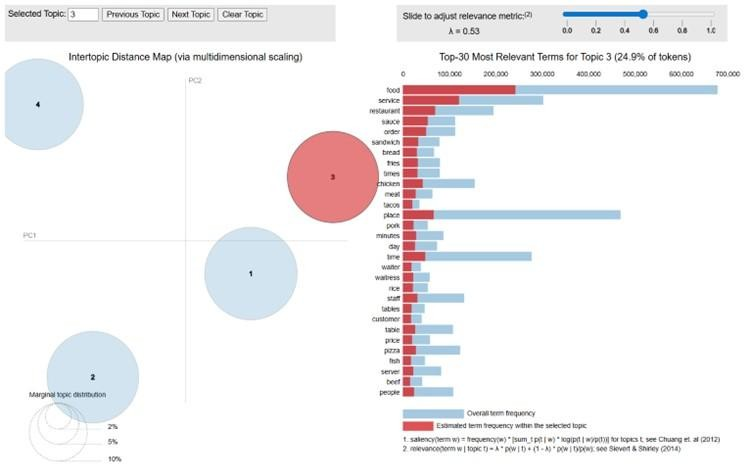 Selected Topic: 3 Previous Topic Next Topic Clear Topic
Slide to adjust relevance metric:(2)
λ = 0.53
0.0 0.2 0.4 0.6 0.8 1.0
Intertopic Distance Map (via multidimensional scaling)
PC2
PC1
4
3
1
2
Marginal topic distribution
2%
5%
10%
Top-30 Most Relevant Terms for Topic 3 (24.9% of tokens)
0 100,000 200,000 300,000 400,000 500,000 600,000 700,000
food
service
restaurant
sauce
order
sandwich
bread
fries
times
chicken
meat
tacos
place
pork
minutes
day
time
waiter
waitress
rice
staff
tables
customer
table
price
pizza
fish
server
beef
people
Overall term frequency
Estimated term frequency within the selected topic
1. saliency(term w) = frequency(w) * [sum_t p(t | w) * log(p(t | w)/p(t))] for topics t; see Chuang et. al (2012)
2. relevance(term w | topic t) = λ * p(w | t) + (1 - λ) * p(w | t)/p(w); see Sievert & Shirley (2014)